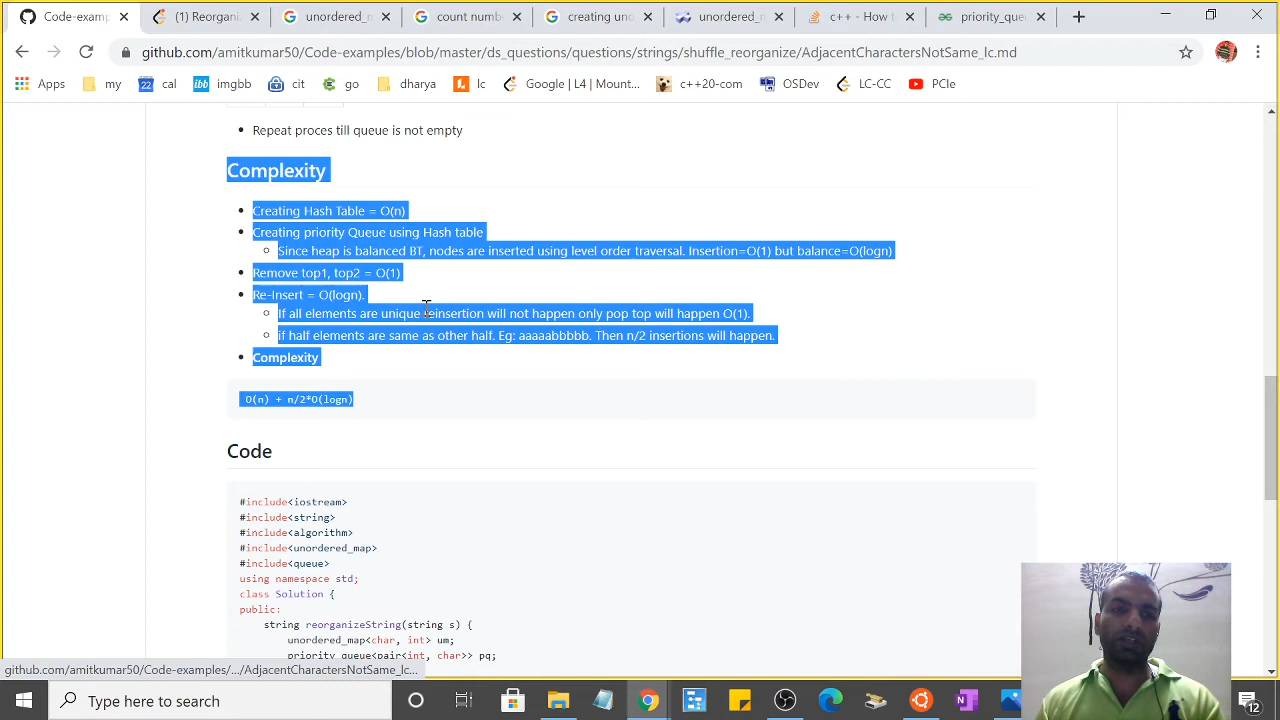 Code-examp
(1) Reorgani
unordered_m
count numb
creating uno
unordered_m
c++ - How t
priority_que
github.com/amitkumar50/Code-examples/blob/master/ds_questions/questions/strings/shuffle_reorganize/AdjacentCharactersNotSame_lc.md
Apps my cal imgbb cit go dharya lc Google | L4 | Mount... c++20-com OSDev LC-CC PCIe
Repeat proces till queue is not empty
Complexity
Creating Hash Table = O(n)
Creating priority Queue using Hash table
Since heap is balanced BT, nodes are inserted using level order traversal. Insertion=O(1) but balance=O(logn)
Remove top1, top2 = O(1)
Re-Insert = O(logn).
If all elements are unique reinsertion will not happen only pop top will happen O(1).
if half elements are same as other half. Eg: aaaaabbbbb. Then n/2 insertions will happen.
Complexity
O(n) + n/2*O(logn)
Code
#include<iostream>
#include<string>
#include<algorithm>
#include<unordered_map>
#include<queue>
using namespace std;
class Solution {
public:
string reorganizeString(string s) {
unordered_map<char, int> um;
priority_queue<pair<int, char>> pq;
github.com/amitkumar50/Code-examples/.../AdjacentCharactersNotSame_lc...
Type here to search
12